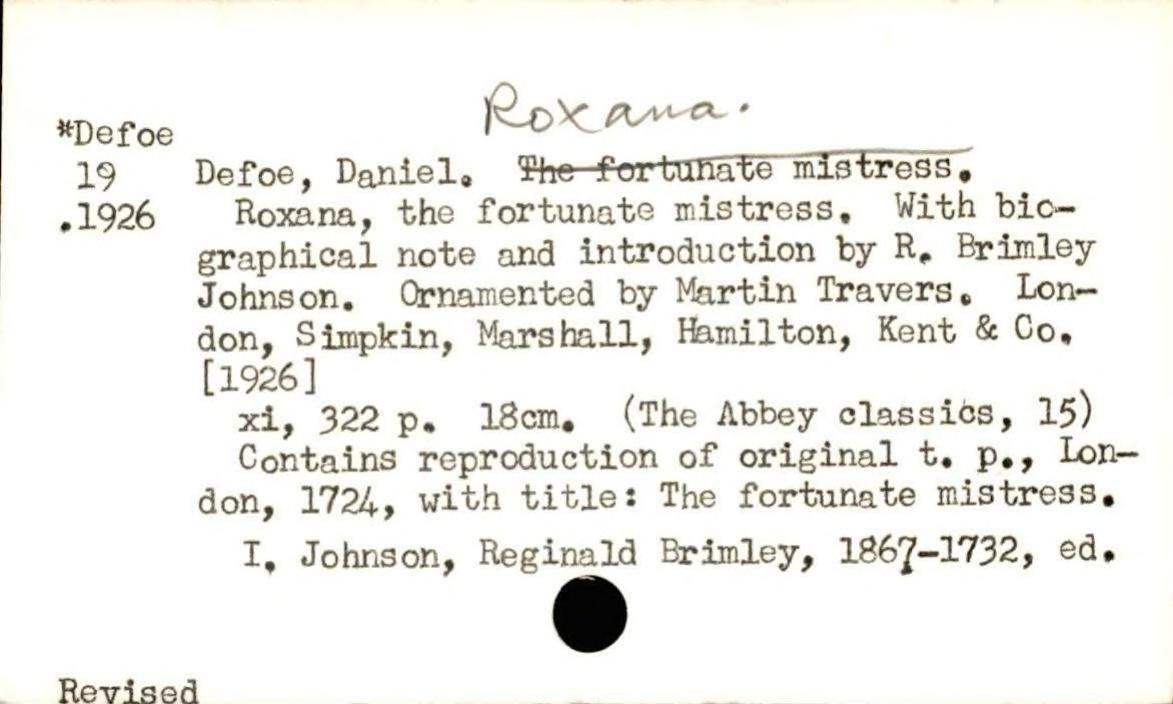 Roxana.
*Defoe
19 Defoe, Daniel. The fortunate mistress.
.1926 Roxana, the fortunate mistress. With bio-
graphical note and introduction by R. Brimley
Johnson. Ornamented by Martin Travers. Lon-
don, Simpkin, Marshall, Hamilton, Kent & Co.
[1926]
xi, 322 p. 18cm. (The Abbey classics, 15)
Contains reproduction of original t. p., Lon-
don, 1724, with title: The fortunate mistress.
I. Johnson, Reginald Brimley, 1867-1732, ed.
Revised